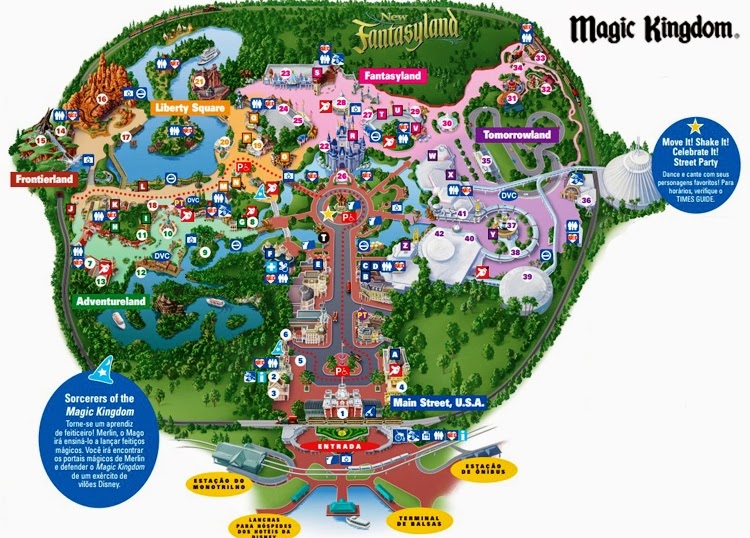 New
Fantasyland
Magic Kingdom®
Fantasyland
Liberty Square
Tomorrowland
Frontierland
Adventureland
Main Street, U.S.A.
Move It! Shake It!
Celebrate It!
Street Party
Dance e cante com seus
personagens favoritos! Para
horários, verifique o
TIMES GUIDE.
Sorcerers of the
Magic Kingdom
Torne-se um aprendiz
de feiticeiro! Merlin, o Mago
irá ensiná-lo a lançar feitiços
mágicos. Você irá encontrar
os portais mágicos de Merlin
e defender o Magic Kingdom
de um exército de
vilões Disney.
ENTRADA
ESTAÇÃO DO
MONOTRILHO
ESTAÇÃO
DE ÔNIBUS
LANCHAS
PARA HÓSPEDES
DOS HOTÉIS DA
DISNEY
TERMINAL
DE BALSAS
33
34
32
31
23
S
21
16
28
27
T
U
29
24
25
V
30
15
14
17
20
19
22
35
26
W
X
36
L
J
K
18
PT
DVC
DVC
8
I
H
11
10
41
37
42
40
Y
Z
38
39
T
9
7
13
12
DVC
F
E
C
D
B
PT
6
5
A
2
3
4
1